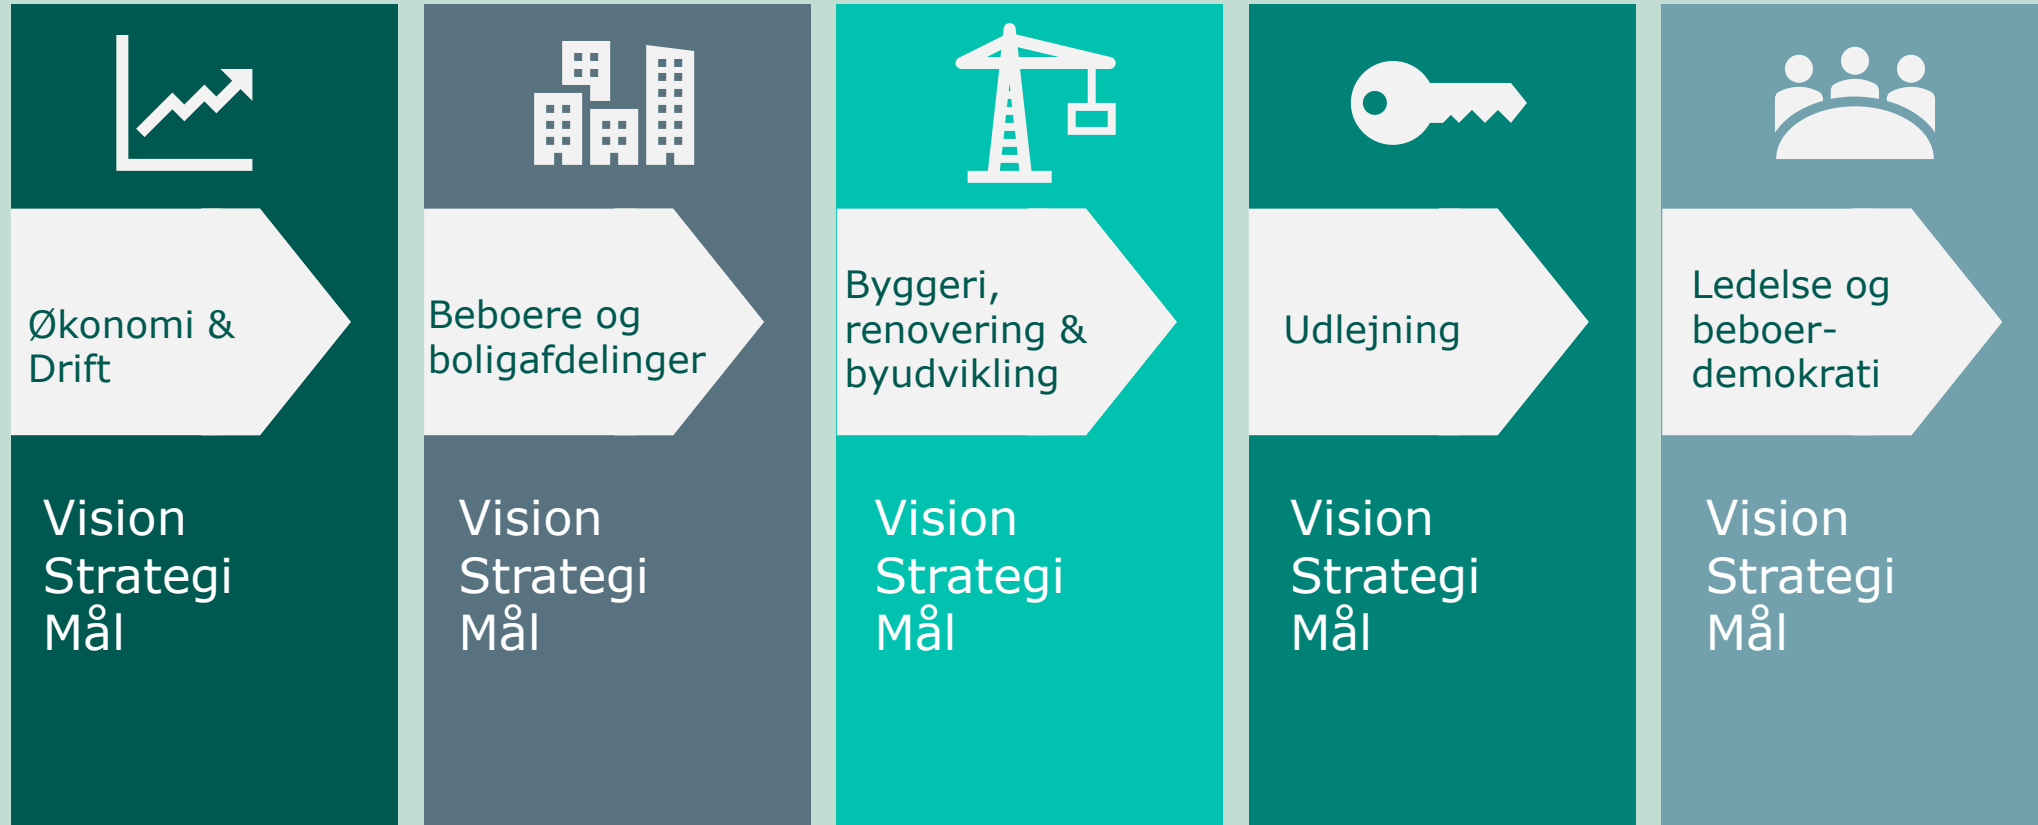 Økonomi &
Drift
Vision
Strategi
Mål
Beboere og
boligafdelinger
Vision
Strategi
Mål
Byggeri,
renovering &
byudvikling
Vision
Strategi
Mål
Udlejning
Vision
Strategi
Mål
Ledelse og
beboer-
demokrati
Vision
Strategi
Mål